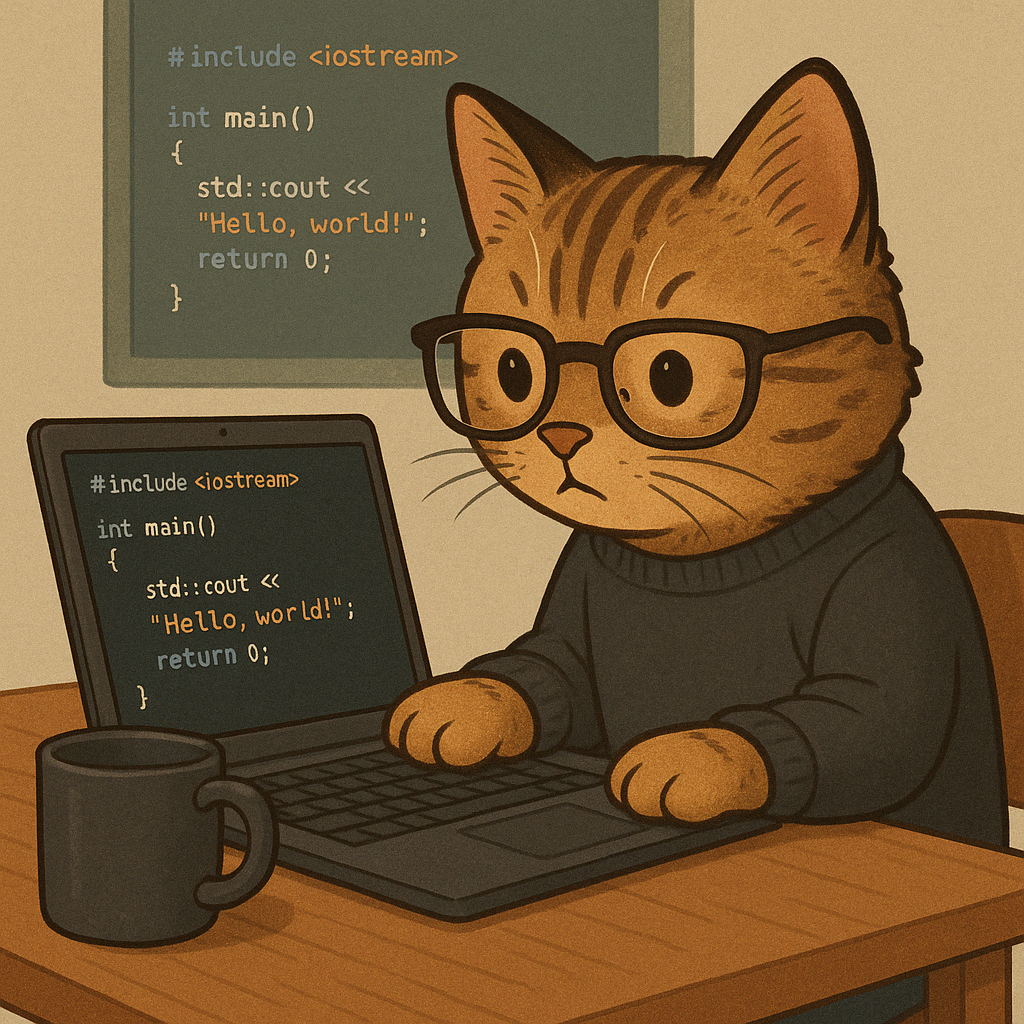 #include <iostream>
int main()
{
std::cout <<
"Hello, world!";
return 0;
}
#include <iostream>
int main()
{
std::cout <<
"Hello, world!";
return 0;
}